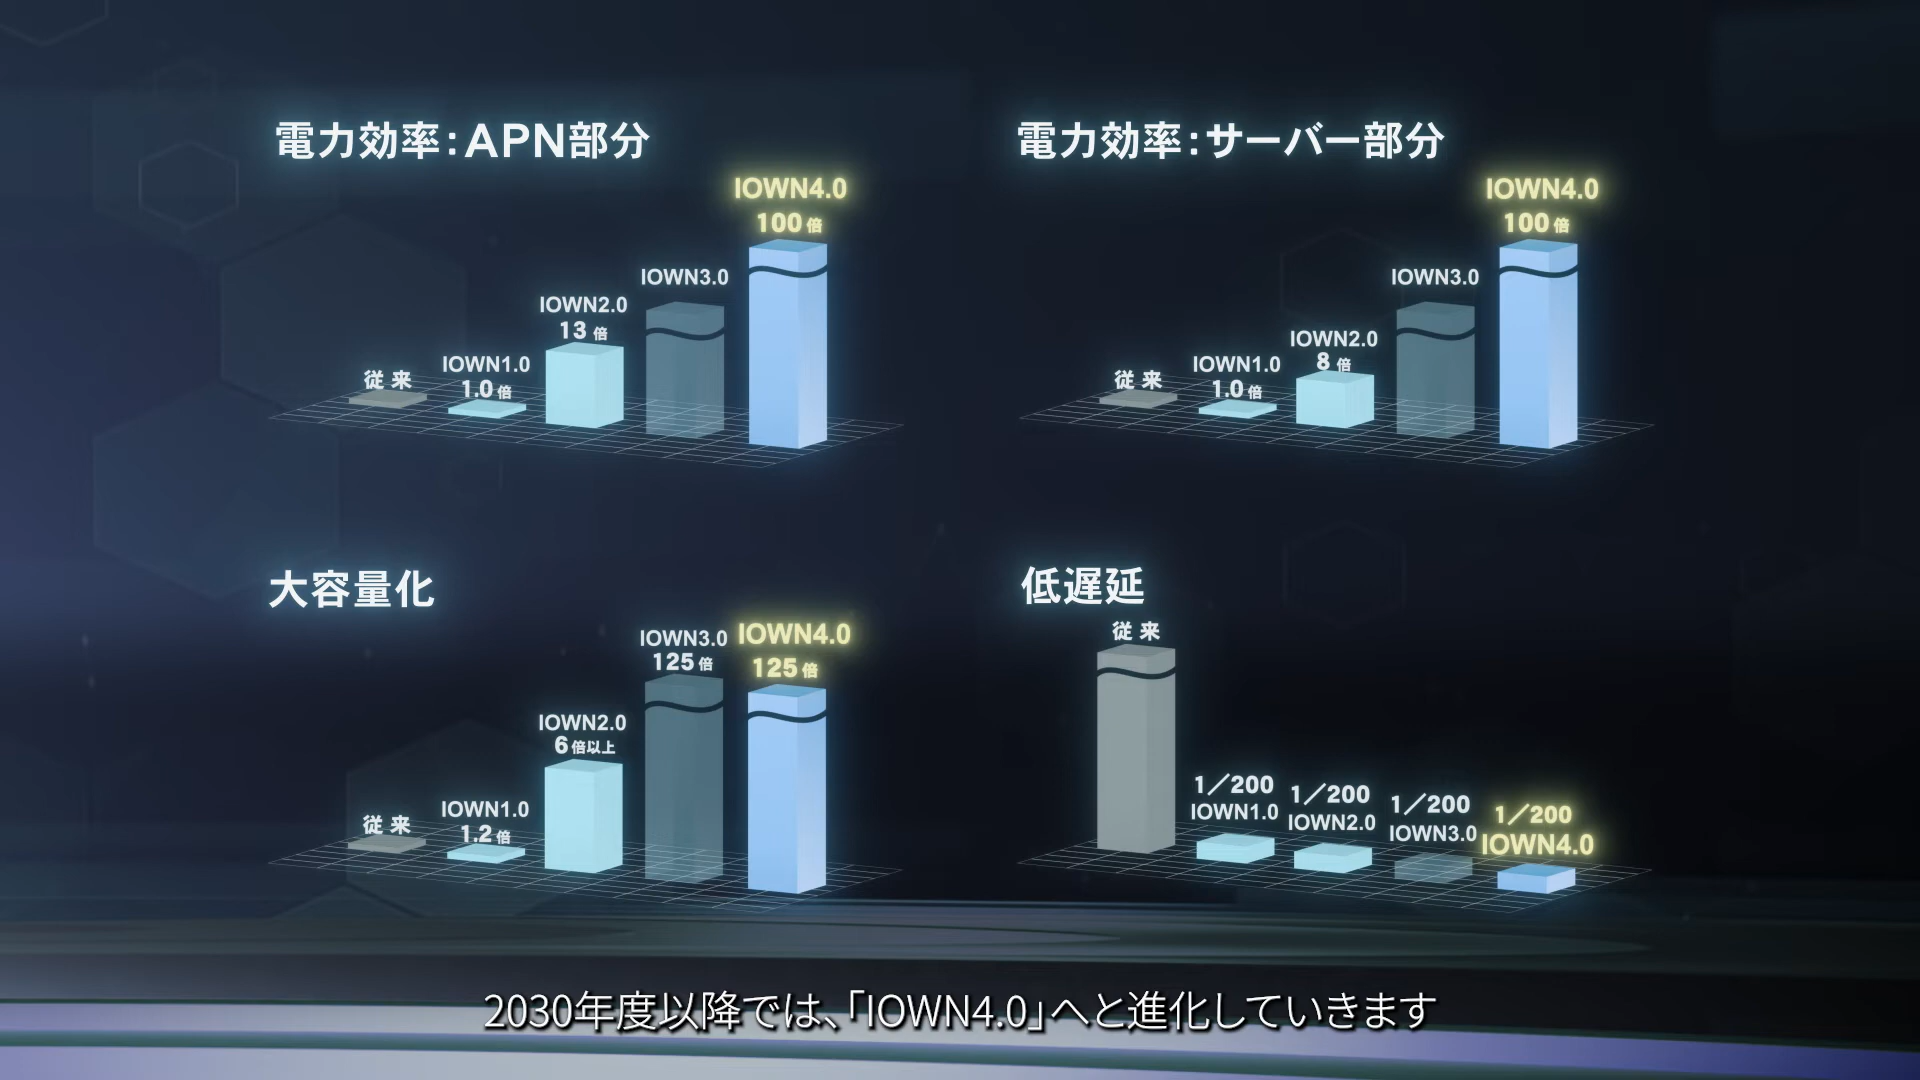 電力効率:APN部分
従来
IOWN1.0
1.0倍
IOWN2.0
13倍
IOWN3.0
IOWN4.0
100倍
電力効率:サーバー部分
従来
IOWN1.0
1.0倍
IOWN2.0
8倍
IOWN3.0
IOWN4.0
100倍
大容量化
従来
IOWN1.0
1.2倍
IOWN2.0
6倍以上
IOWN3.0
125倍
IOWN4.0
125倍
低遅延
従来
1/200
IOWN1.0
1/200
IOWN2.0
1/200
IOWN3.0
1/200
IOWN4.0
2030年度以降では、「IOWN4.0」へと進化していきます